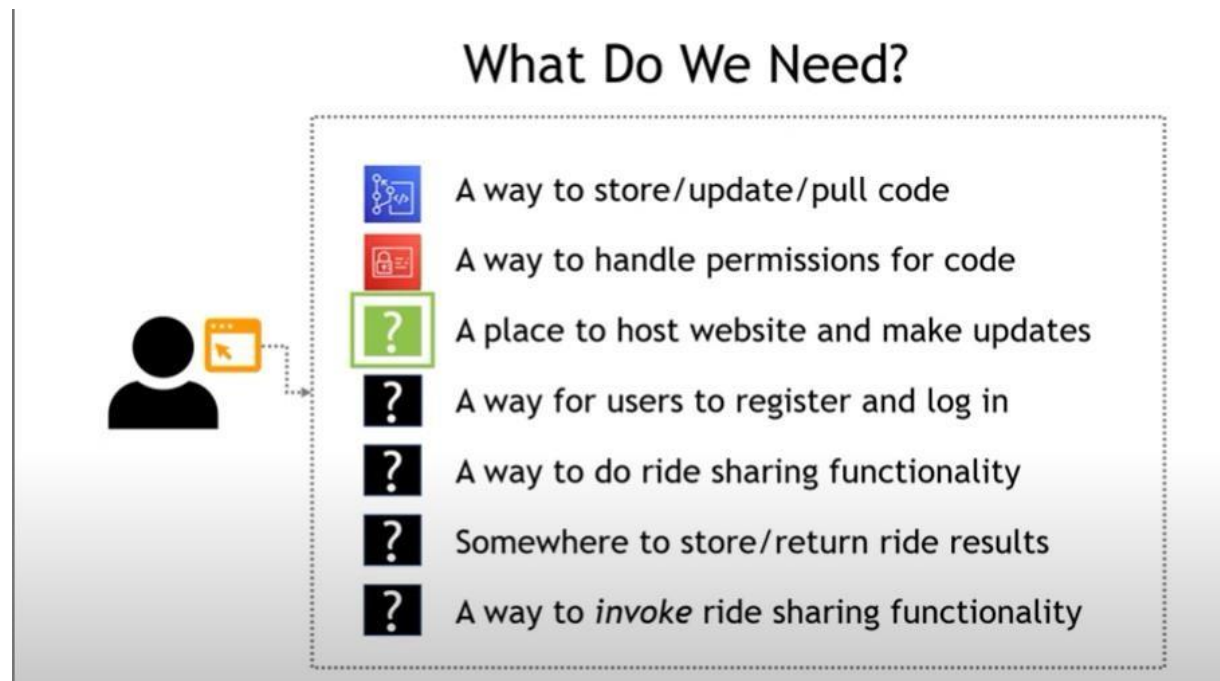 What Do We Need?
A way to store/update/pull code
A way to handle permissions for code
? A place to host website and make updates
? A way for users to register and log in
? A way to do ride sharing functionality
? Somewhere to store/return ride results
? A way to invoke ride sharing functionality